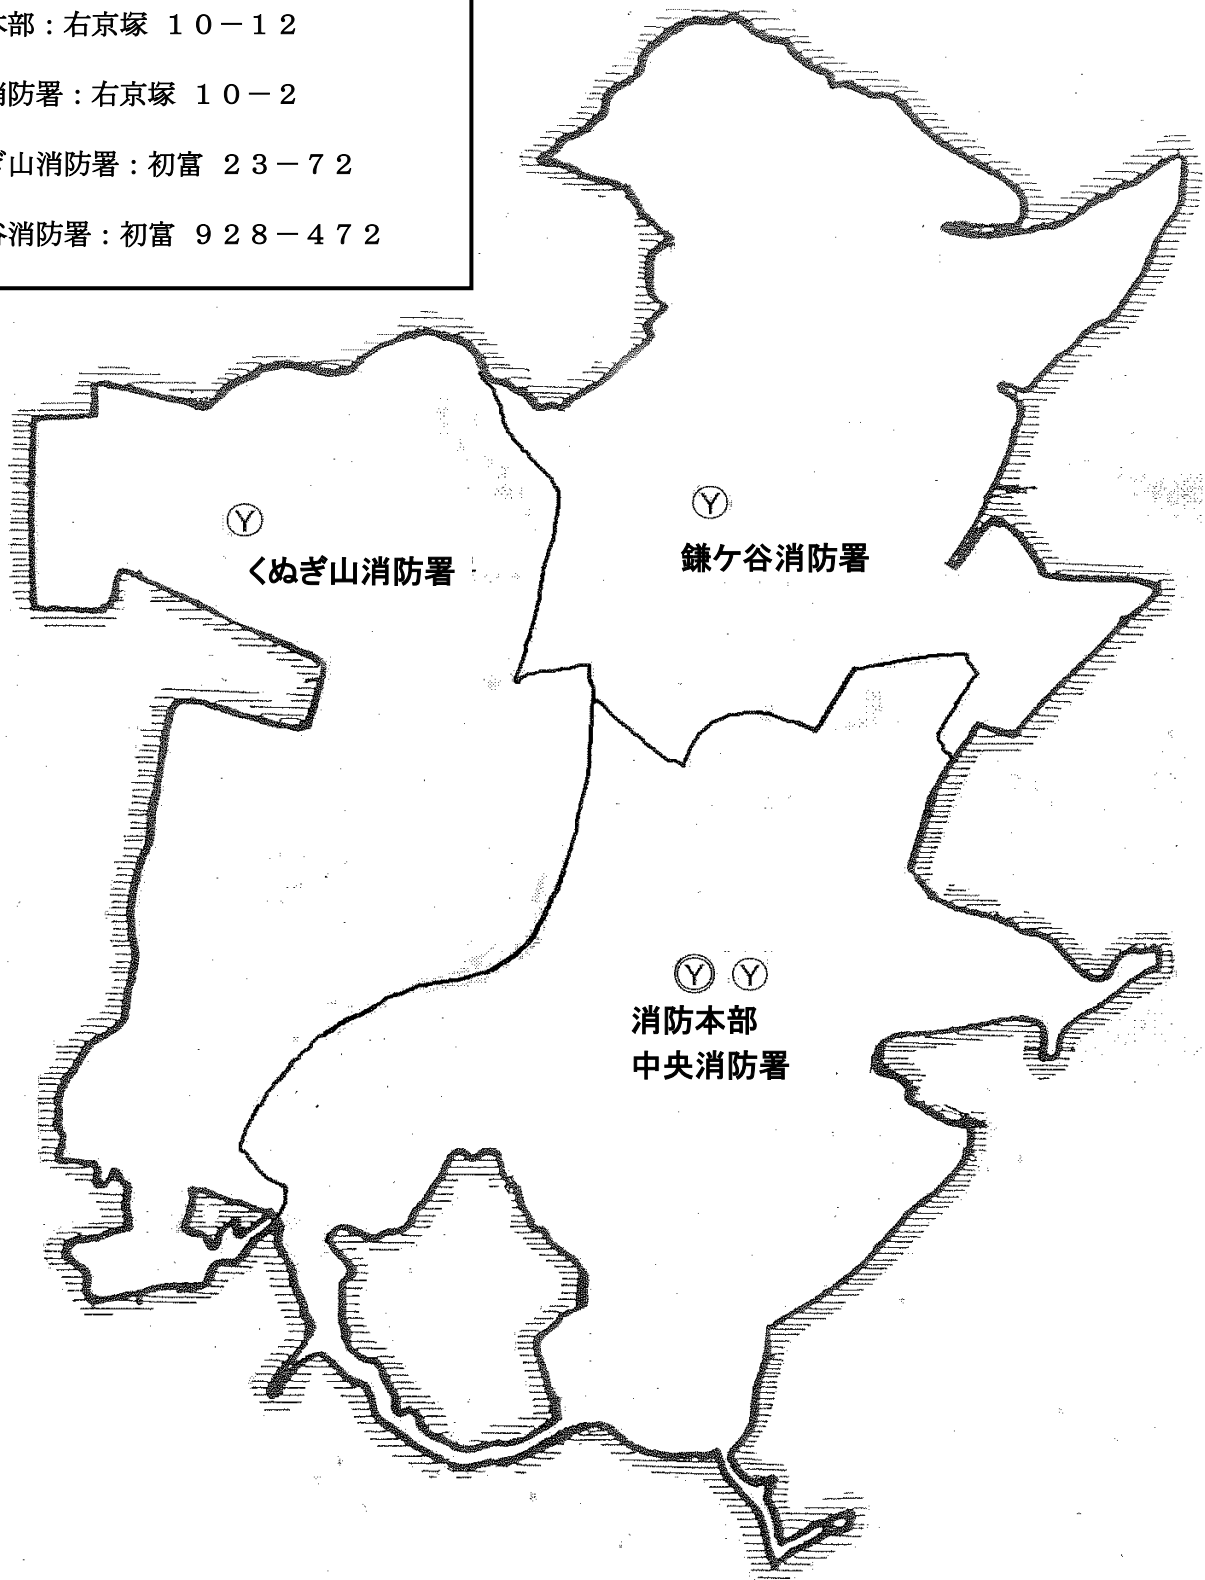 本部：右京塚 １０－１２
消防署：右京塚 １０－２
ぎ山消防署：初富 ２３－７２
谷消防署：初富 ９２８－４７２
Y
くぬぎ山消防署
Y
鎌ケ谷消防署
Y Y
消防本部
中央消防署